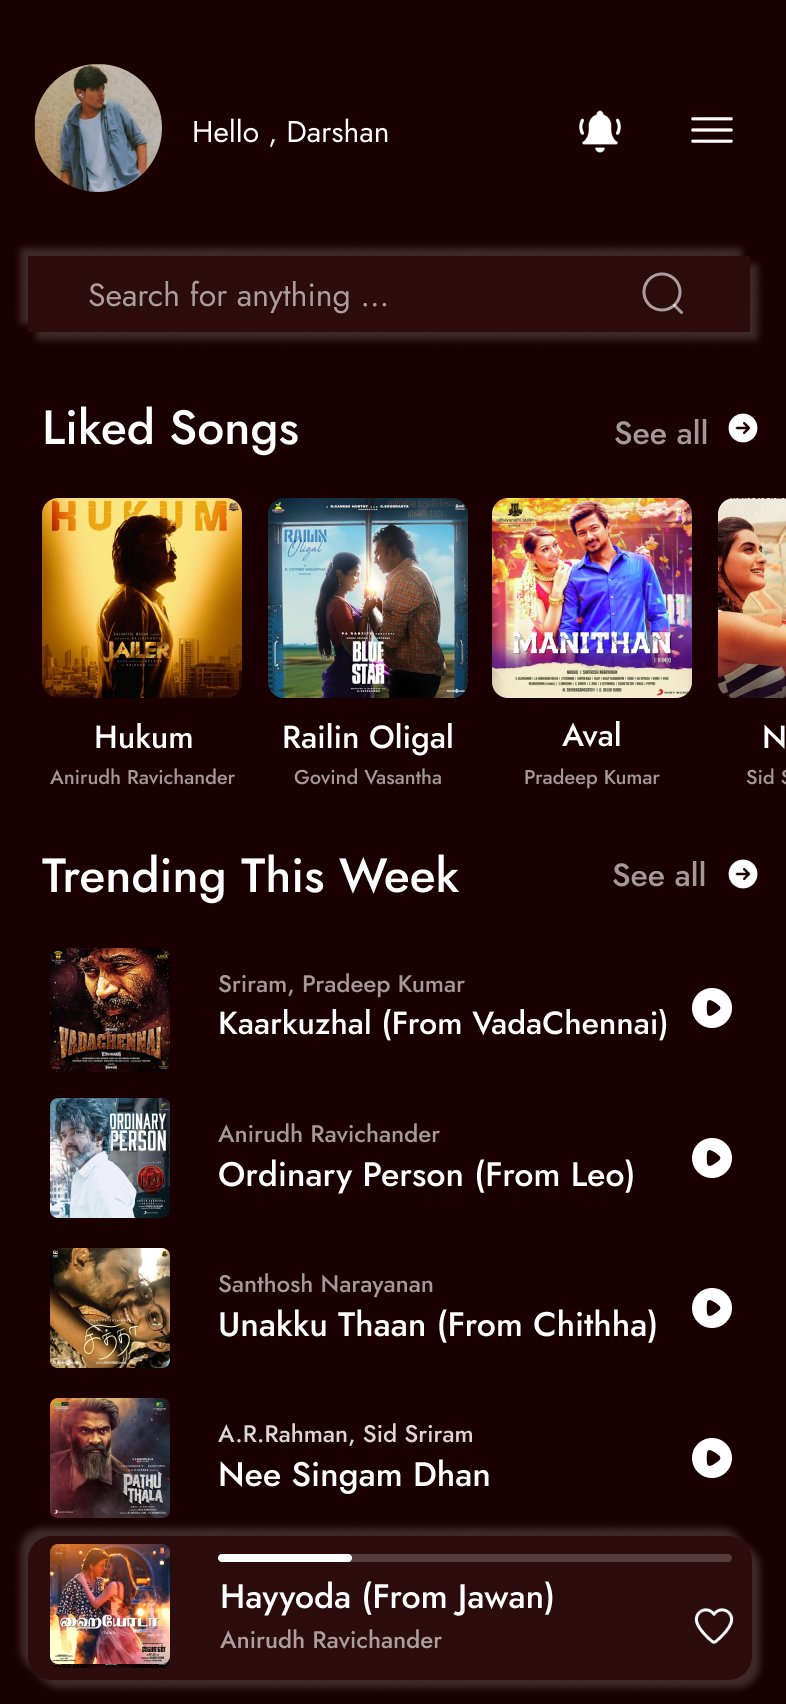 Hello , Darshan
Search for anything ...
Liked Songs
See all
HUKUM
JAILER
RAILIN
Oligal
BLUE
STAR
MANITHAN
SONY MUSIC
Hukum
Railin Oligal
Aval
N
Anirudh Ravichander
Govind Vasantha
Pradeep Kumar
Sid S
Trending This Week
See all
VADACHENNAI
Sriram, Pradeep Kumar
Kaarkuzhal (From VadaChennai)
ORDINARY
PERSON
Anirudh Ravichander
Ordinary Person (From Leo)
சித்தா
Santhosh Narayanan
Unakku Thaan (From Chithha)
PATHU
THALA
A.R.Rahman, Sid Sriram
Nee Singam Dhan
ஹையோடா
Hayyoda (From Jawan)
Anirudh Ravichander